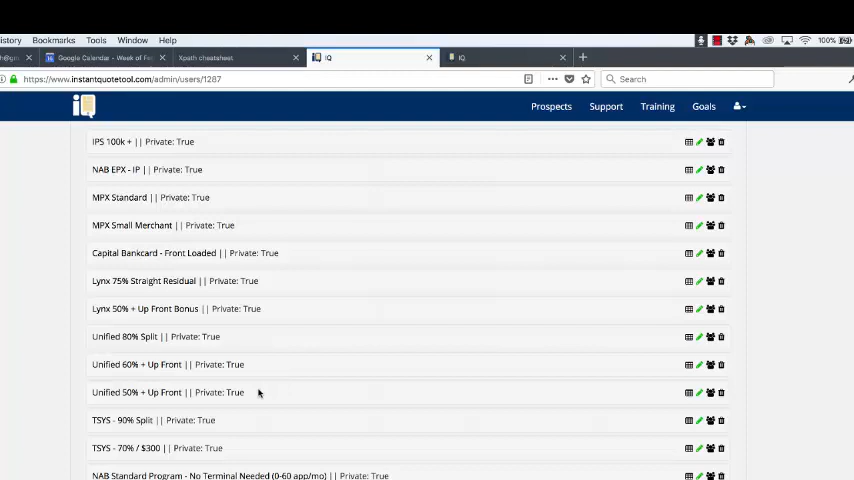 istory Bookmarks Tools Window Help 100%
Google Calendar - Week of Fe Xpath cheatsheet IQ IQ
https://www.instantquotetool.com/admin/users/1287 Search
iQ Prospects Support Training Goals
IPS 100k + || Private: True
NAB EPX - IP || Private: True
MPX Standard || Private: True
MPX Small Merchant || Private: True
Capital Bankcard - Front Loaded || Private: True
Lynx 75% Straight Residual || Private: True
Lynx 50% + Up Front Bonus || Private: True
Unified 80% Split || Private: True
Unified 60% + Up Front || Private: True
Unified 50% + Up Front || Private: True
TSYS - 90% Split || Private: True
TSYS - 70% / $300 || Private: True
NAB Standard Program - No Terminal Needed (0-60 app/mo) || Private: True